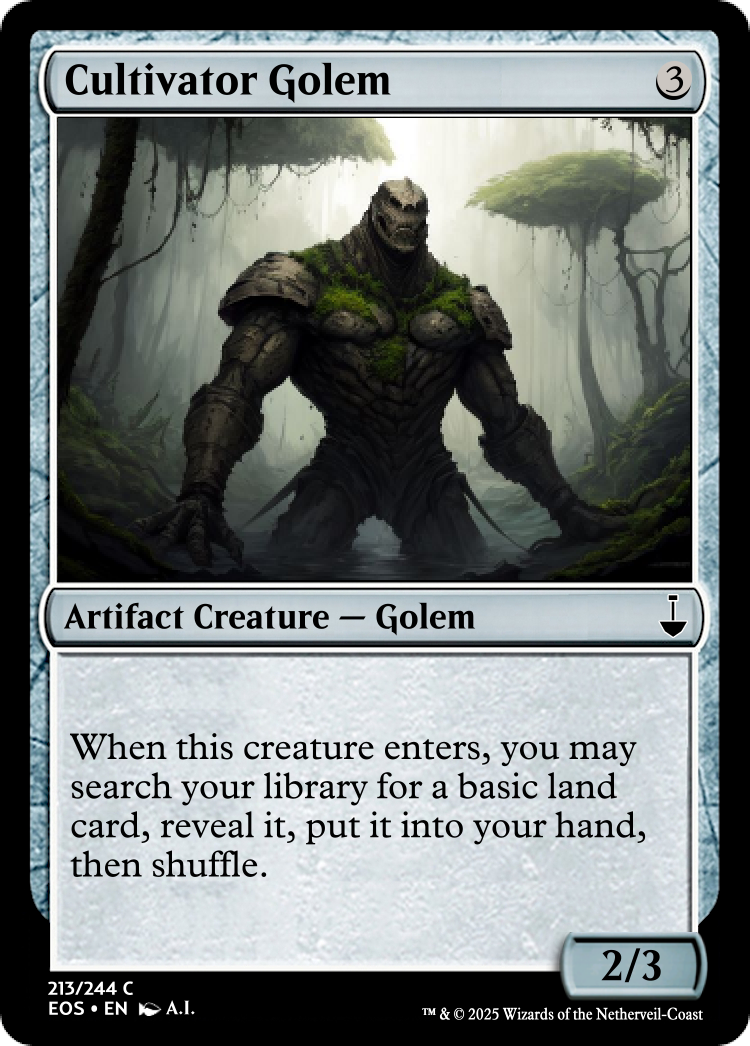 Cultivator Golem 3
Artifact Creature — Golem
When this creature enters, you may
search your library for a basic land
card, reveal it, put it into your hand,
then shuffle.
2/3
213/244 C
EOS • EN A.I.
™ & © 2025 Wizards of the Netherveil-Coast